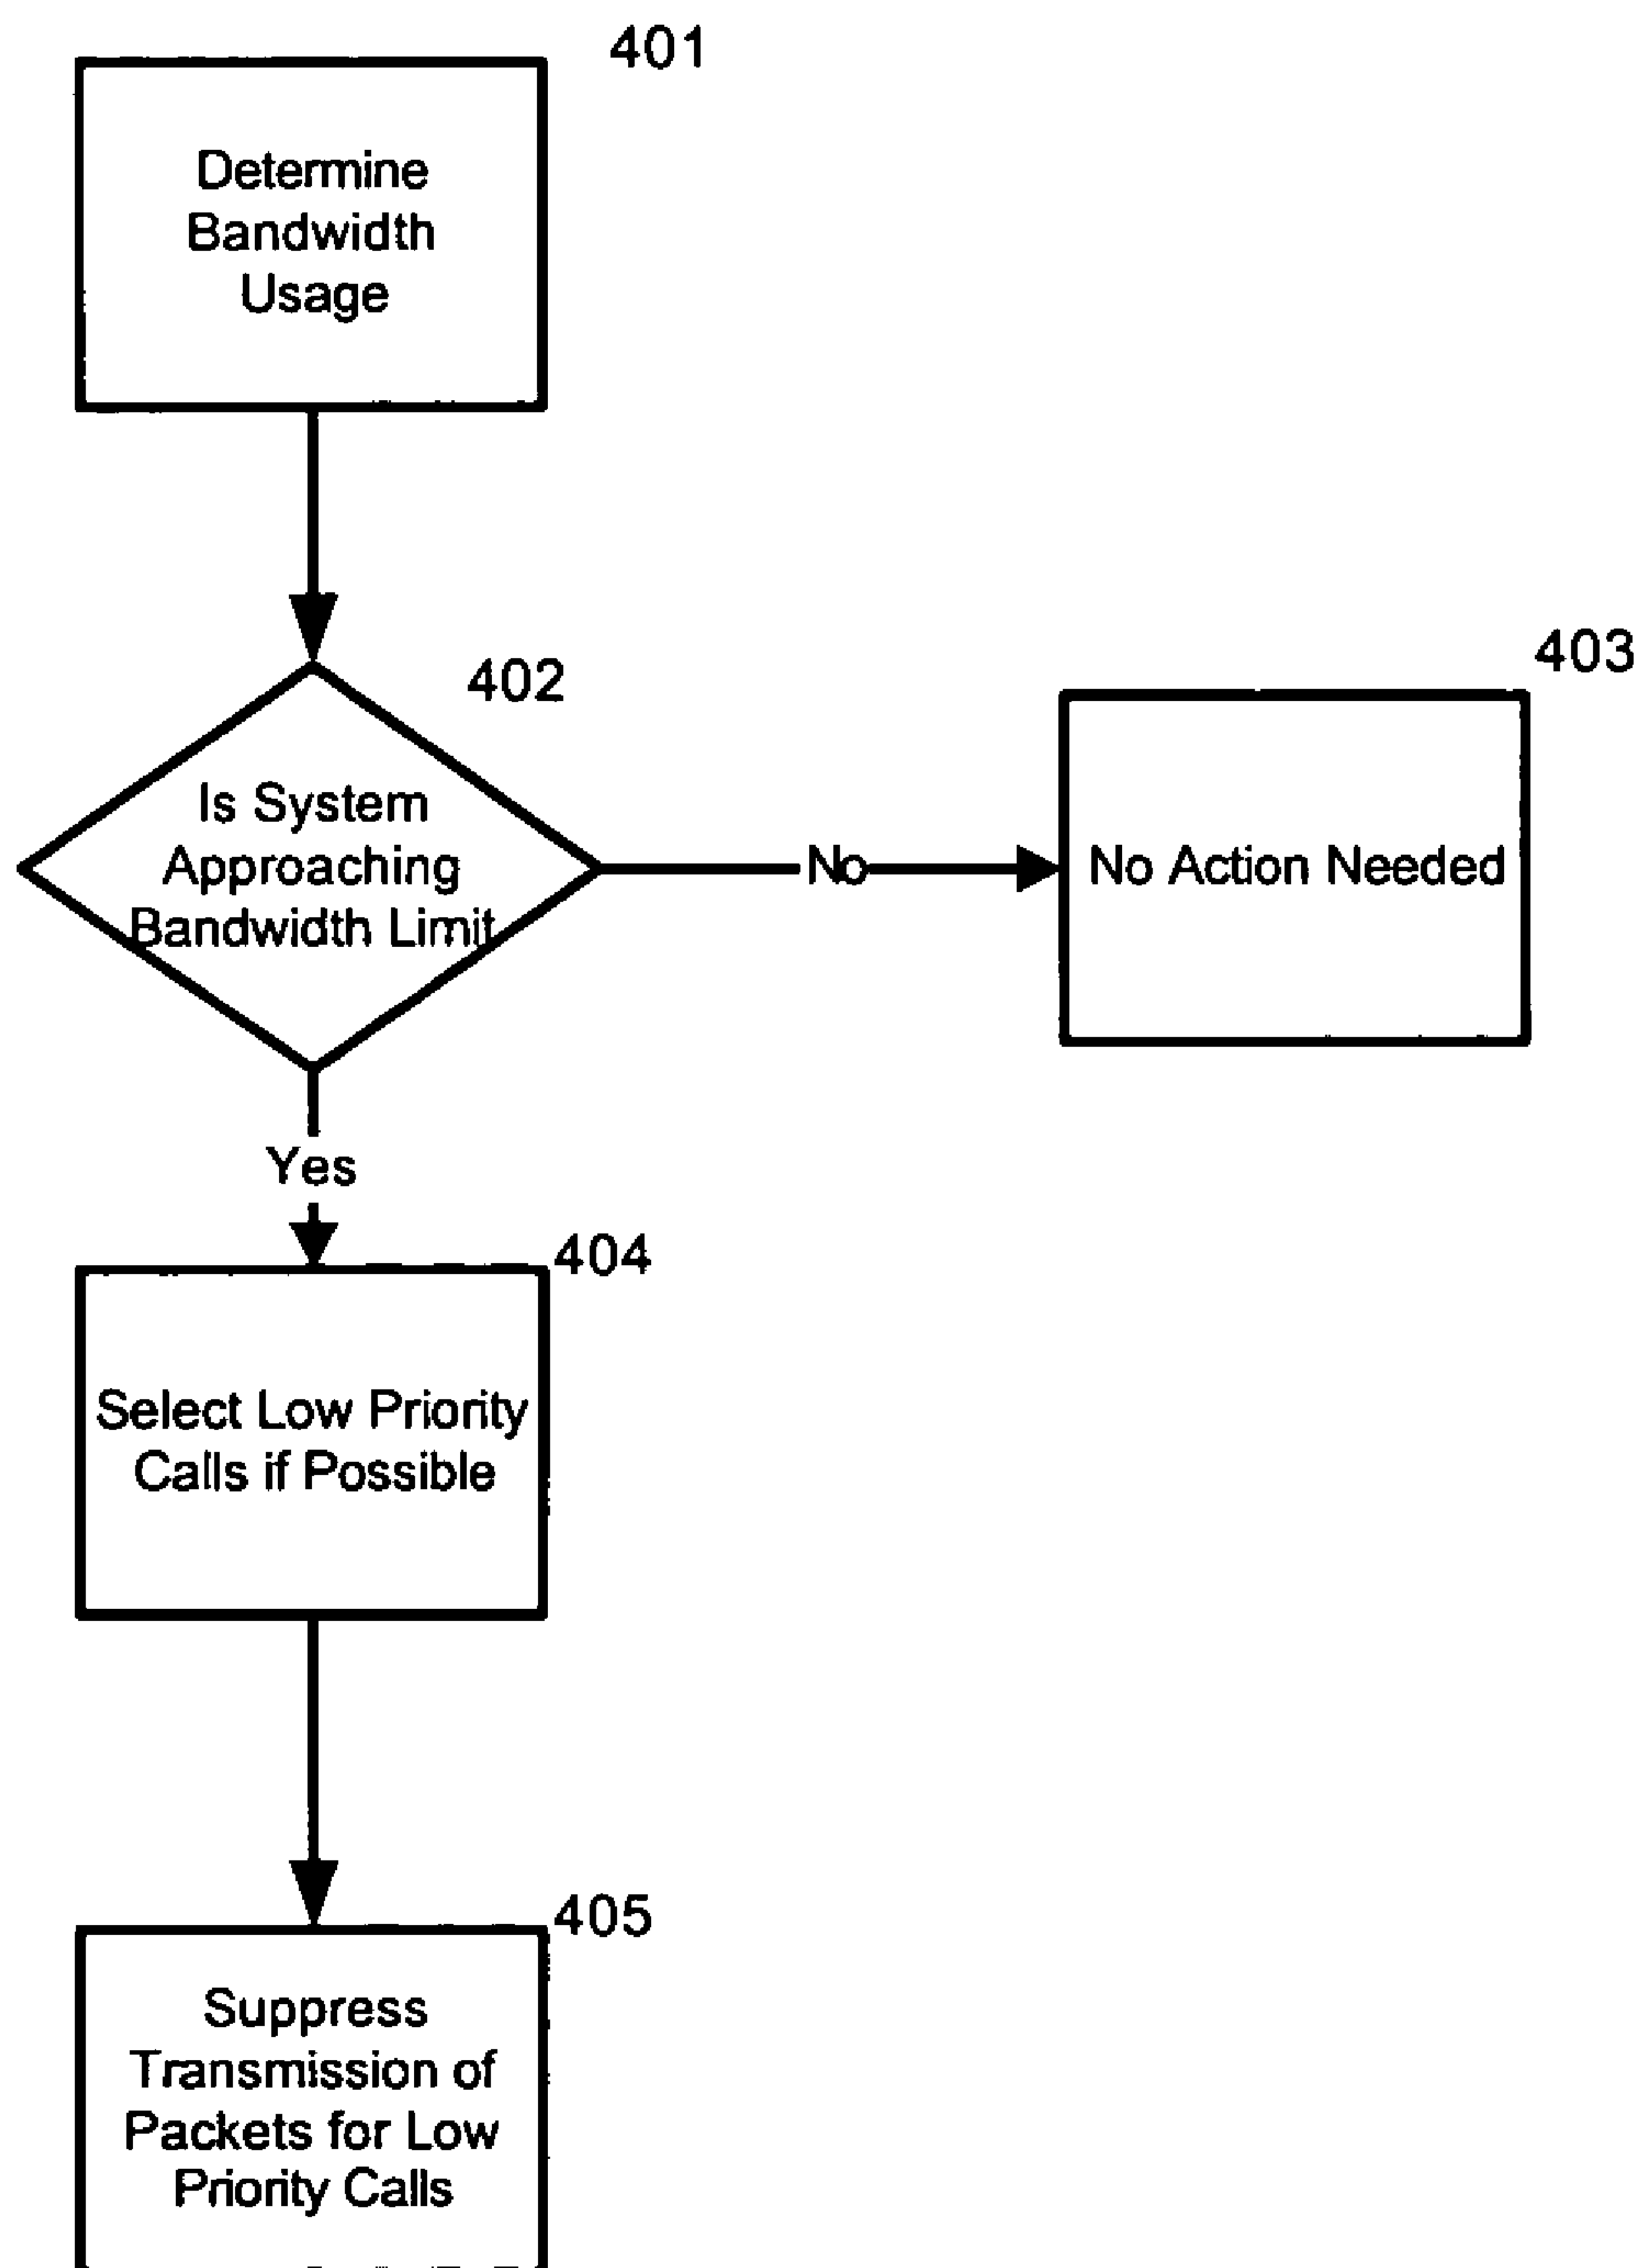 401
Determine
Bandwidth
Usage
402
Is System
Approaching
Bandwidth Limit
No
403
No Action Needed
Yes
404
Select Low Priority
Calls if Possible
405
Suppress
Transmission of
Packets for Low
Priority Calls